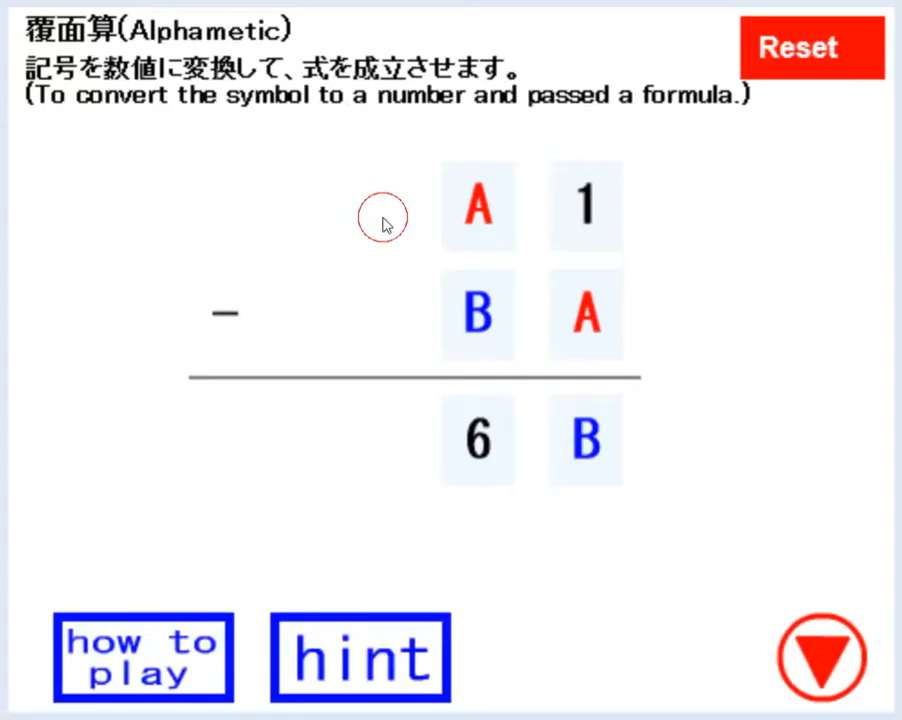 覆面算(Alphametic)
Reset
記号を数値に変換して、式を成立させます。
(To convert the symbol to a number and passed a formula.)
A 1
− B A
6 B
how to
play
hint